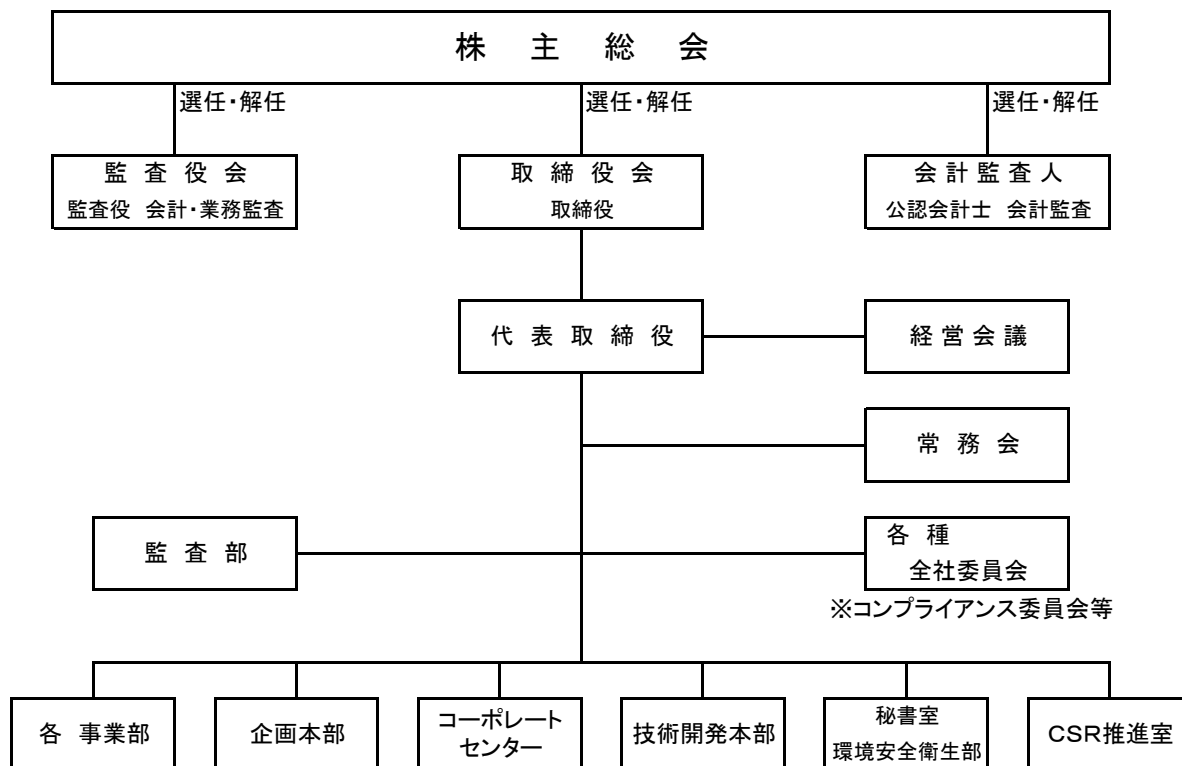 株 主 総 会
選任・解任
選任・解任
選任・解任
監 査 役 会
監査役 会計・業務監査
取 締 役 会
取締役
会 計 監 査 人
公認会計士 会計監査
代 表 取 締 役
経 営 会 議
常 務 会
監 査 部
各 種
全社委員会
※コンプライアンス委員会等
各 事業部
企画本部
コーポレート
センター
技術開発本部
秘書室
環境安全衛生部
CSR推進室